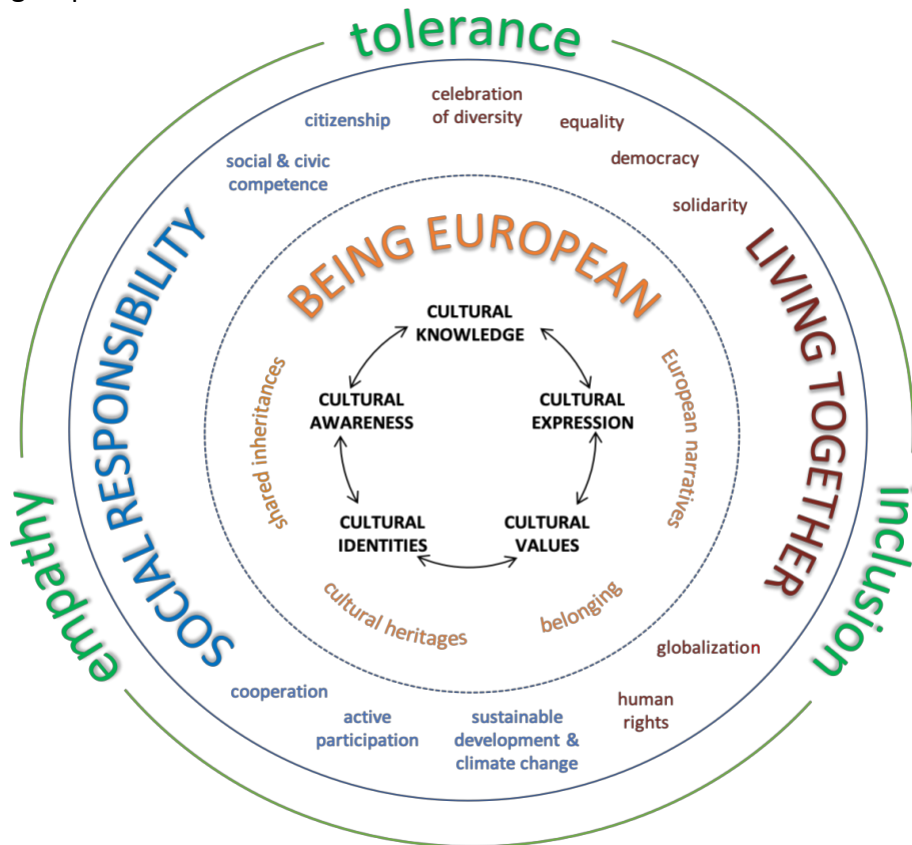 tolerance
celebration
of diversity
citizenship
equality
democracy
social & civic
competence
solidarity
SOCIAL RESPONSIBILITY
LIVING TOGETHER
BEING EUROPEAN
CULTURAL
KNOWLEDGE
shared inheritances
CULTURAL
AWARENESS
CULTURAL
EXPRESSION
European narratives
CULTURAL
IDENTITIES
CULTURAL
VALUES
cultural heritages
belonging
empathy
inclusion
globalization
human
rights
cooperation
active
participation
sustainable
development &
climate change